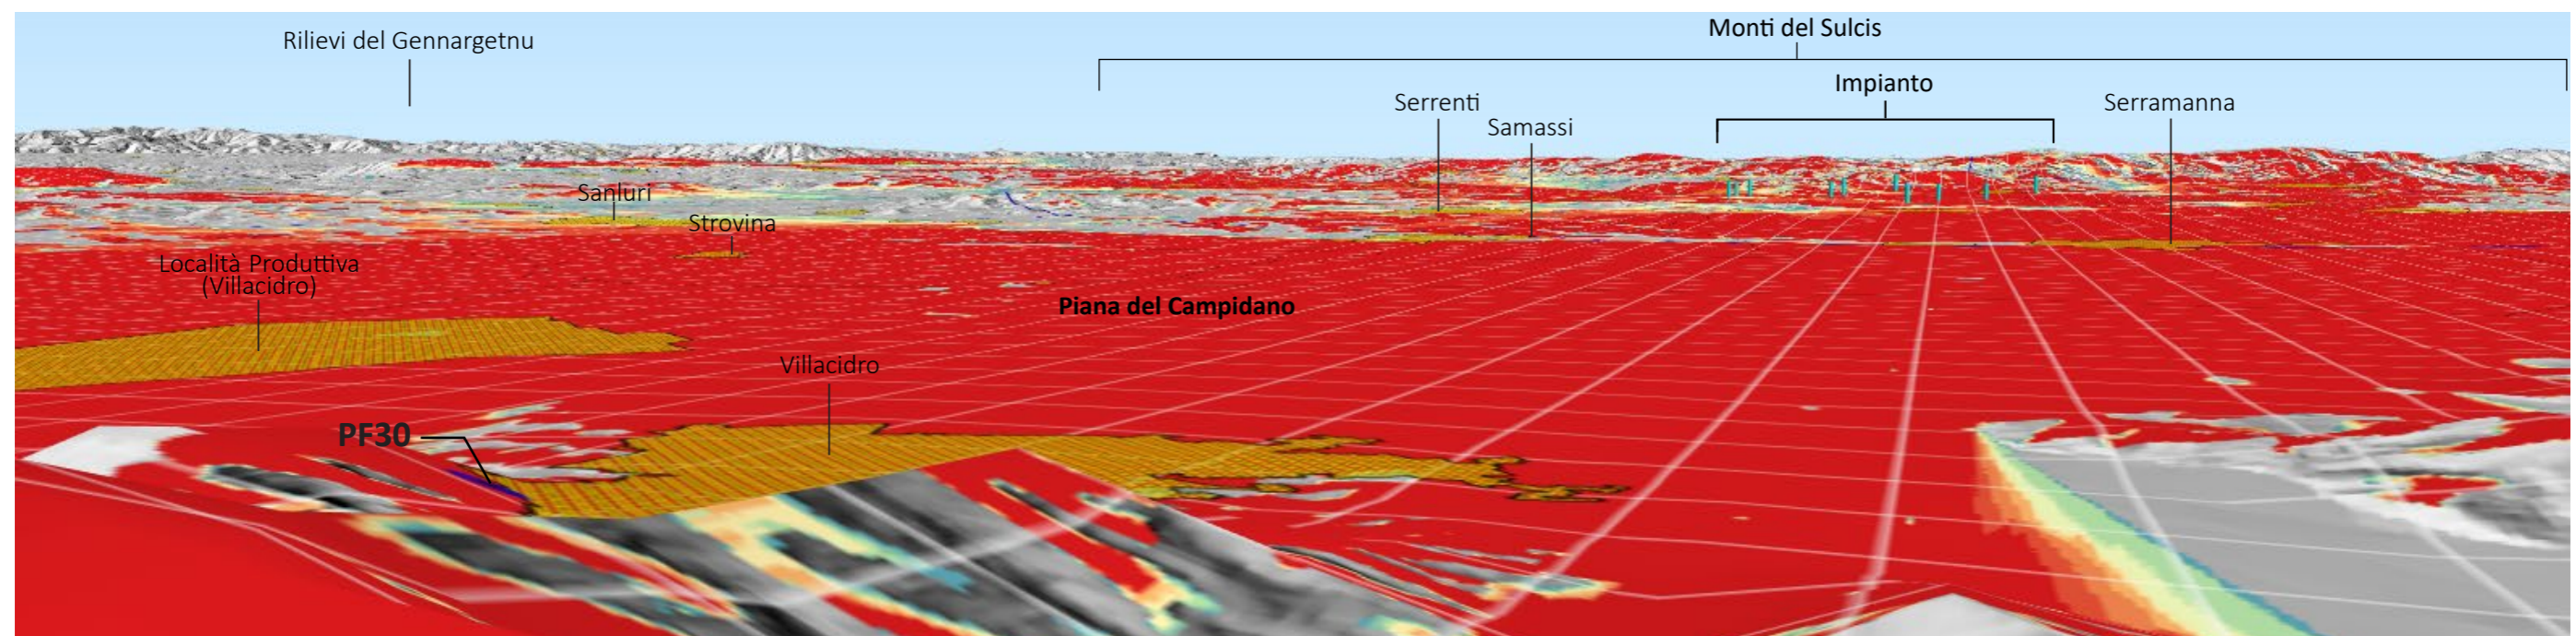 Monti del Sulcis
Rilievi del Gennargetnu
Impianto
Serrenti
Serramanna
Samassi
Sanluri
Strovina
Località Produttiva
(Villacidro)
Piana del Campidano
Villacidro
PF30